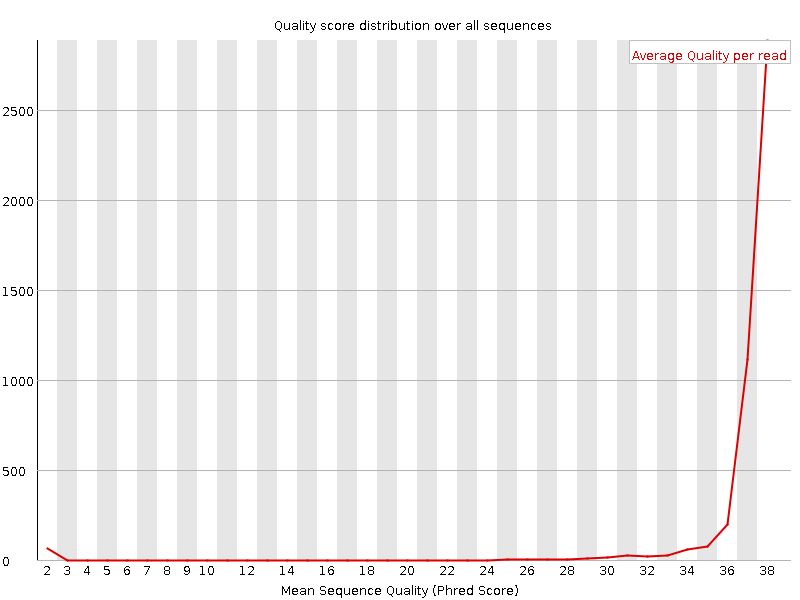 Quality score distribution over all sequences
Average Quality per read
2500
2000
1500
1000
500
0
2 3 4 5 6 7 8 9 10 12 14 16 18 20 22 24 26 28 30 32 34 36 38
Mean Sequence Quality (Phred Score)